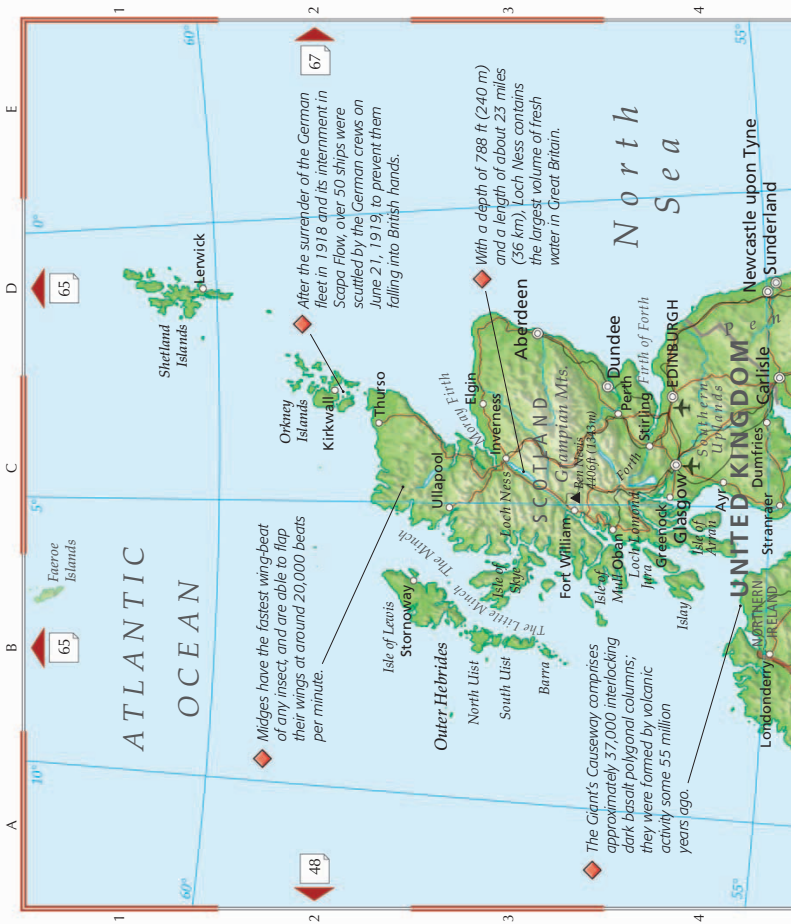 A
B
C
D
E
1
2
3
4
1
2
3
4
10°
5°
0°
60°
60°
55°
55°
65
65
48
67
ATLANTIC
OCEAN
Faeroe
Islands
Shetland
Islands
Lerwick
After the surrender of the German
fleet in 1918 and its internment in
Scapa Flow, over 50 ships were
scuttled by the German crews on
June 21, 1919, to prevent them
falling into British hands.
Midges have the fastest wing-beat
of any insect, and are able to flap
their wings at around 20,000 beats
per minute.
Orkney
Islands
Kirkwall
Thurso
Isle of Lewis
Stornoway
The Minch
Ullapool
Outer Hebrides
North Uist
South Uist
Barra
The Little Minch
Isle of
Skye
Moray Firth
Elgin
Inverness
Loch Ness
Aberdeen
With a depth of 788 ft (240 m)
and a length of about 23 miles
(36 km), Loch Ness contains
the largest volume of fresh
water in Great Britain.
SCOTLAND
Grampian Mts.
Ben Nevis
4406ft (1343m)
Fort William
Isle of
Mull
Oban
Loch Lomond
Jura
Islay
Dundee
Perth
Stirling
Forth
Firth of Forth
EDINBURGH
Greenock
Glasgow
Isle of
Arran
Ayr
Southern
Uplands
North
Sea
The Giant's Causeway comprises
approximately 37,000 interlocking
dark basalt polygonal columns;
they were formed by volcanic
activity some 55 million
years ago.
UNITED KINGDOM
NORTHERN
IRELAND
Londonderry
Stranraer
Dumfries
Carlisle
Newcastle upon Tyne
Sunderland
Pen